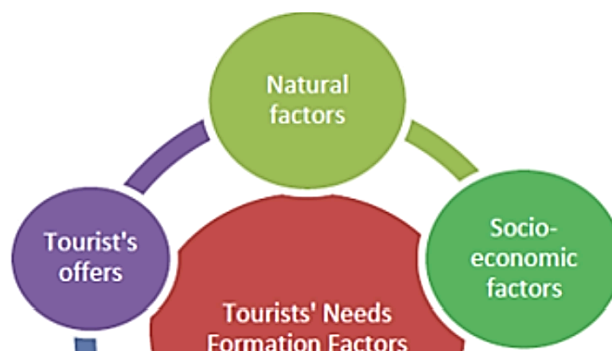 Natural
factors
Tourist's
offers
Socio-
economic
factors
Tourists' Needs
Formation Factors